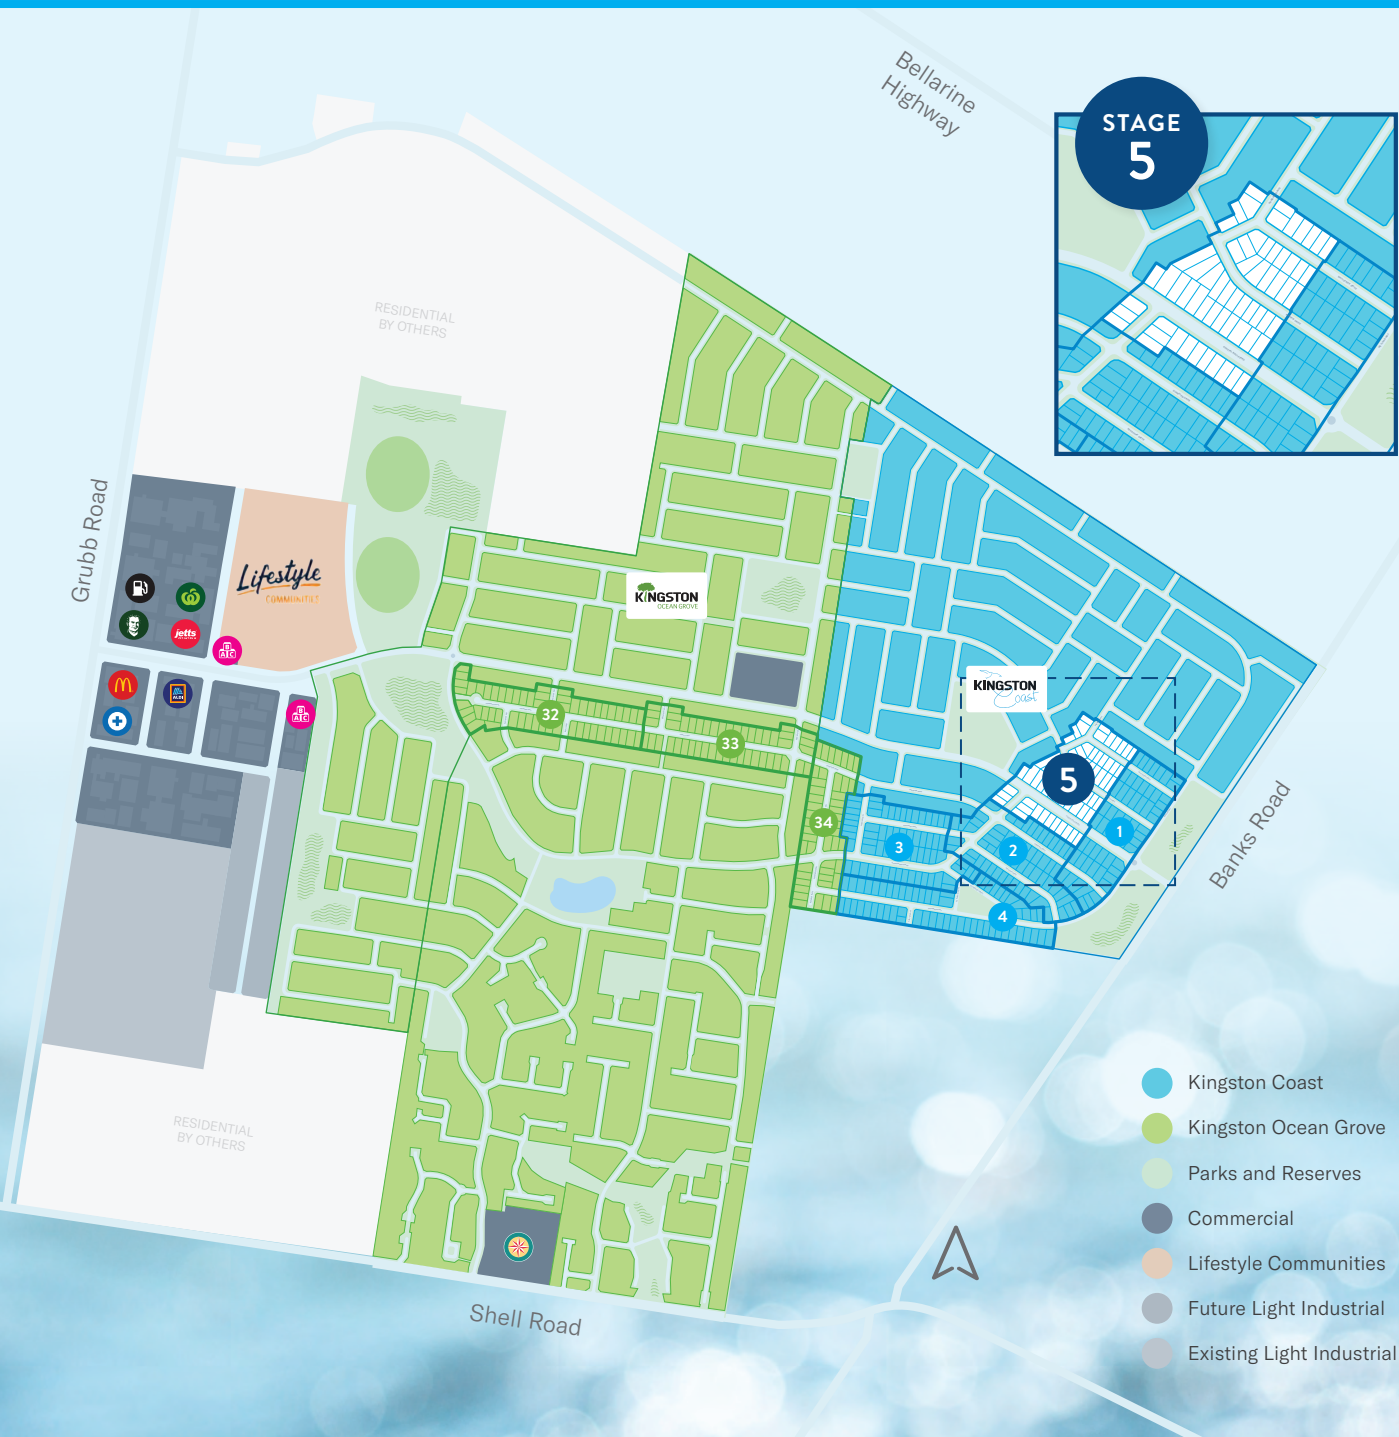 Bellarine
Highway
STAGE
5
RESIDENTIAL
BY OTHERS
Grubb Road
Lifestyle
COMMUNITIES
KINGSTON
OCEAN GROVE
jetts
B
A C
ALDI
B
A C
KINGSTON
Coast
32
33
34
5
1
2
3
4
Banks Road
RESIDENTIAL
BY OTHERS
Shell Road
Kingston Coast
Kingston Ocean Grove
Parks and Reserves
Commercial
Lifestyle Communities
Future Light Industrial
Existing Light Industrial